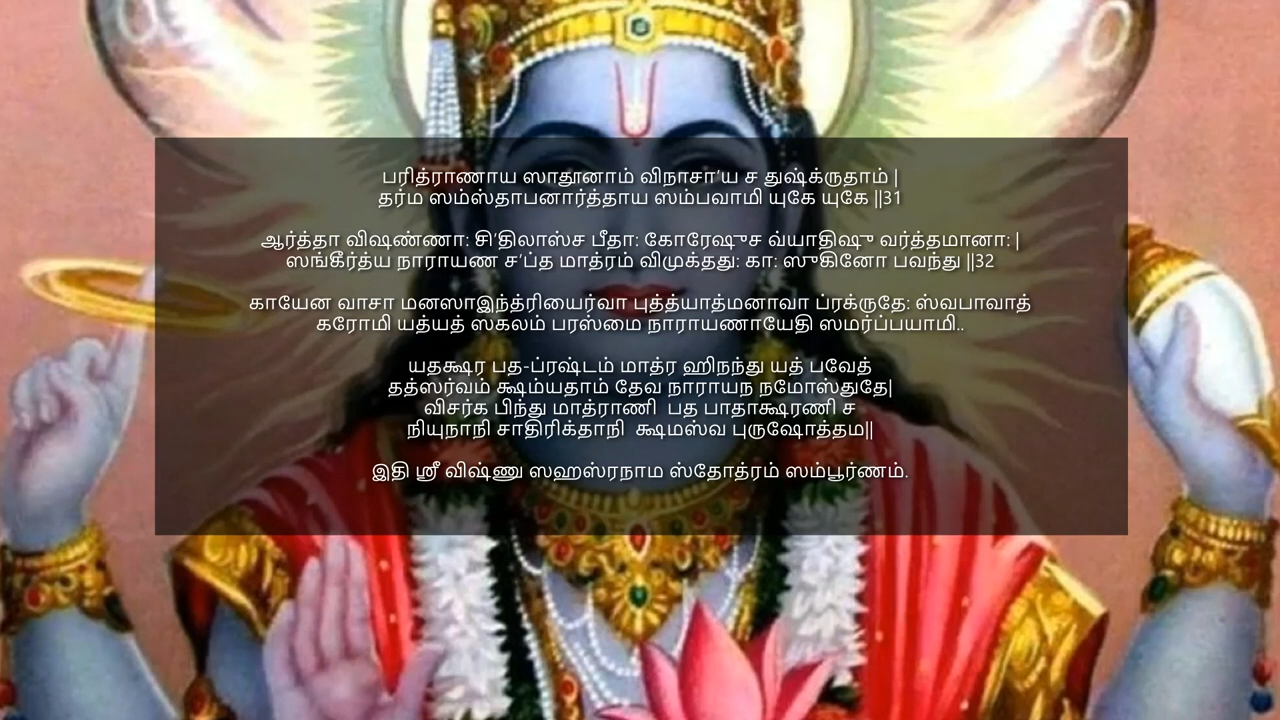 பரித்ராணாய ஸாதூனாம் விநாசா’ய ச துஷ்க்ருதாம் |
தர்ம ஸம்ஸ்தாபனார்த்தாய ஸம்பவாமி யுகே யுகே ||31
ஆர்த்தா விஷண்ணா: சி’திலாஸ்ச பீதா: கோரேஷுச வ்யாதிஷு வர்த்தமானா: |
ஸங்கீர்த்ய நாராயண ச’ப்த மாத்ரம் விமுக்தது: கா: ஸுகினோ பவந்து ||32
காயேன வாசா மனஸாஇந்த்ரியைர்வா புத்த்யாத்மனாவா ப்ரக்ருதே: ஸ்வபாவாத்
கரோமி யத்யத் ஸகலம் பரஸ்மை நாராயணாயேதி ஸமர்ப்பயாமி..
யதக்ஷர பத-ப்ரஷ்டம் மாத்ர ஹிநந்து யத் பவேத்
தத்ஸர்வம் க்ஷம்யதாம் தேவ நாராயந நமோஸ்துதே|
விசர்க பிந்து மாத்ராணி பத பாதாக்ஷரணி ச
நியுநாநி சாதிரிக்தாநி க்ஷமஸ்வ புருஷோத்தம||
இதி ஸ்ரீ விஷ்ணு ஸஹஸ்ரநாம ஸ்தோத்ரம் ஸம்பூர்ணம்.